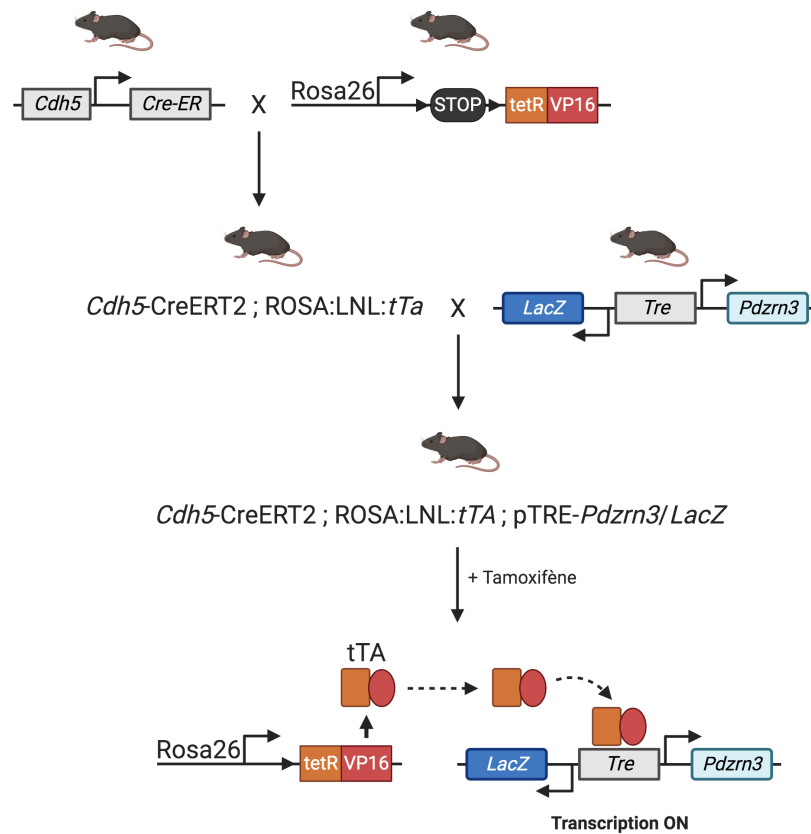 Cdh5 Cre-ER X Rosa26 STOP tetR VP16
Cdh5-CreERT2 ; ROSA:LNL:tTa X LacZ Tre Pdzrn3
Cdh5-CreERT2 ; ROSA:LNL:tTA ; pTRE-Pdzrn3/LacZ
+ Tamoxifène
tTA
Rosa26 tetR VP16 LacZ Tre Pdzrn3
Transcription ON